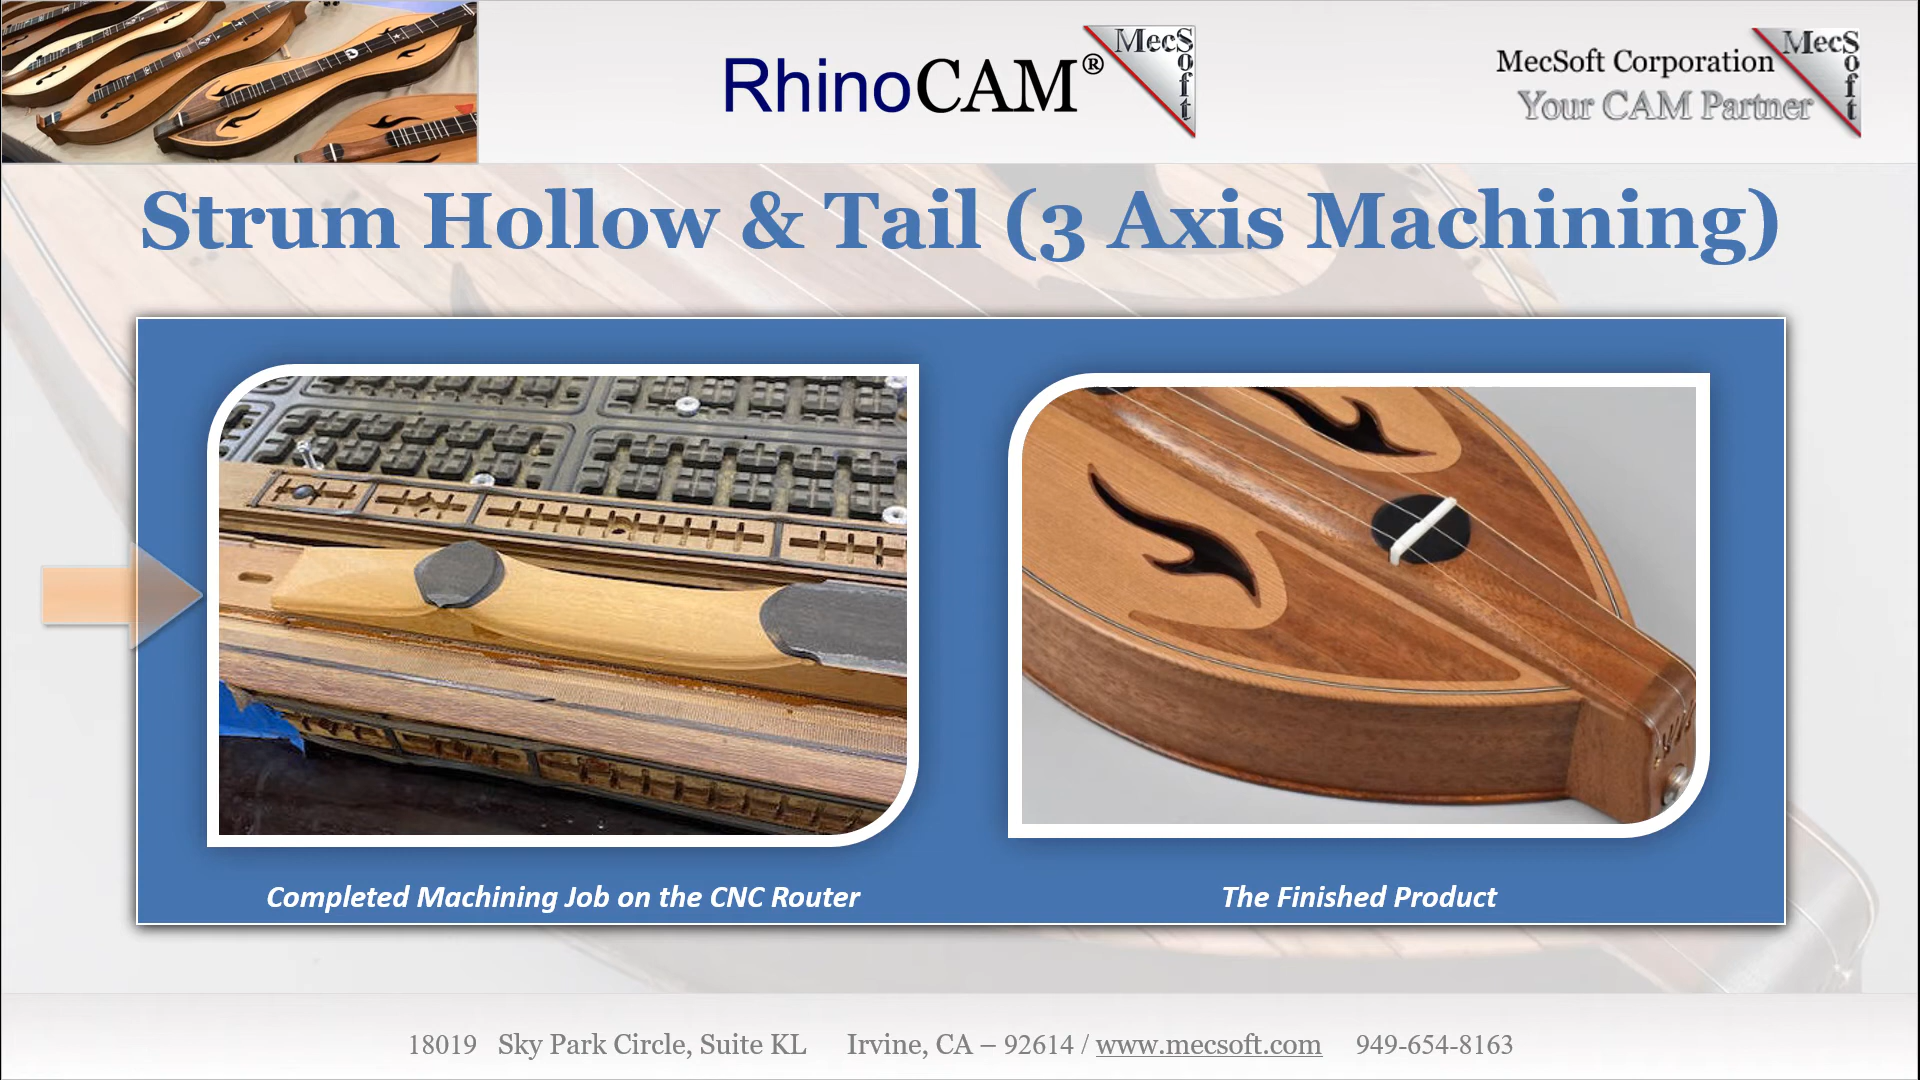 RhinoCAM®
MecSoft
MecSoft Corporation
MecSoft
Your CAM Partner
Strum Hollow & Tail (3 Axis Machining)
Completed Machining Job on the CNC Router
The Finished Product
18019 Sky Park Circle, Suite KL Irvine, CA – 92614 / www.mecsoft.com 949-654-8163